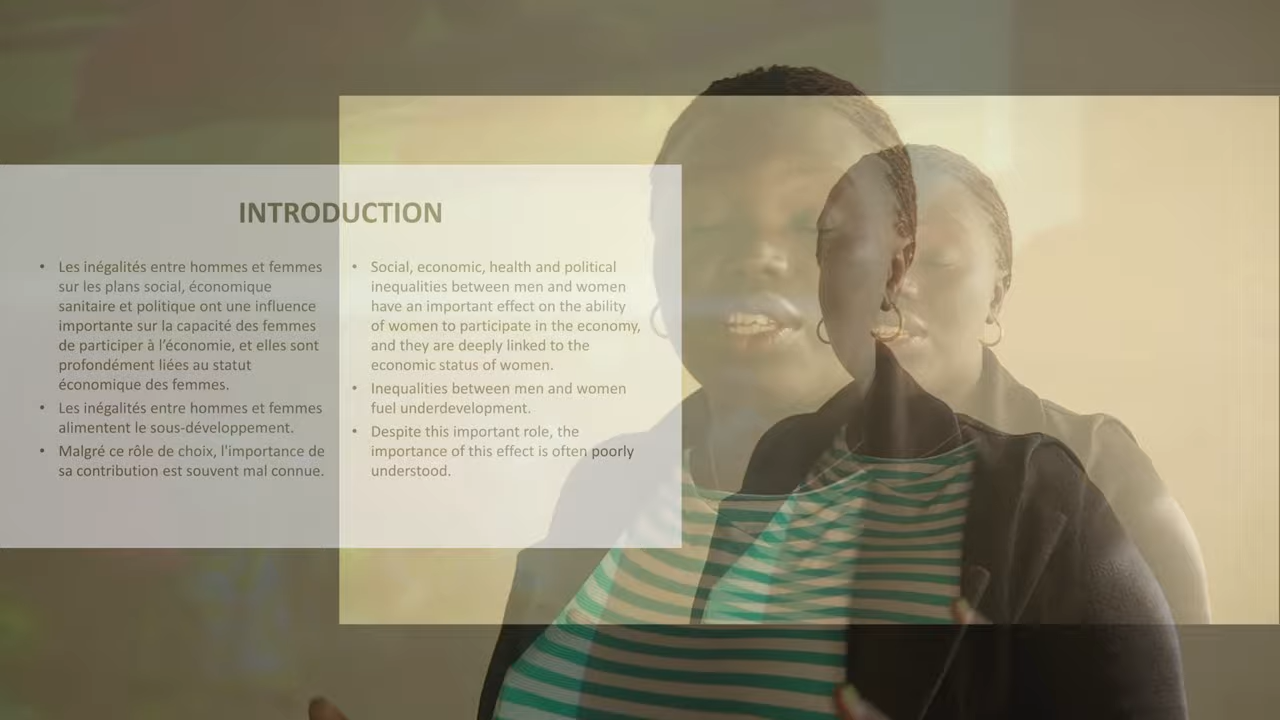 INTRODUCTION
• Les inégalités entre hommes et femmes
sur les plans social, économique
sanitaire et politique ont une influence
importante sur la capacité des femmes
de participer à l’économie, et elles sont
profondément liées au statut
économique des femmes.
• Les inégalités entre hommes et femmes
alimentent le sous-développement.
• Malgré ce rôle de choix, l'importance de
sa contribution est souvent mal connue.
• Social, economic, health and political
inequalities between men and women
have an important effect on the ability
of women to participate in the economy,
and they are deeply linked to the
economic status of women.
• Inequalities between men and women
fuel underdevelopment.
• Despite this important role, the
importance of this effect is often poorly
understood.